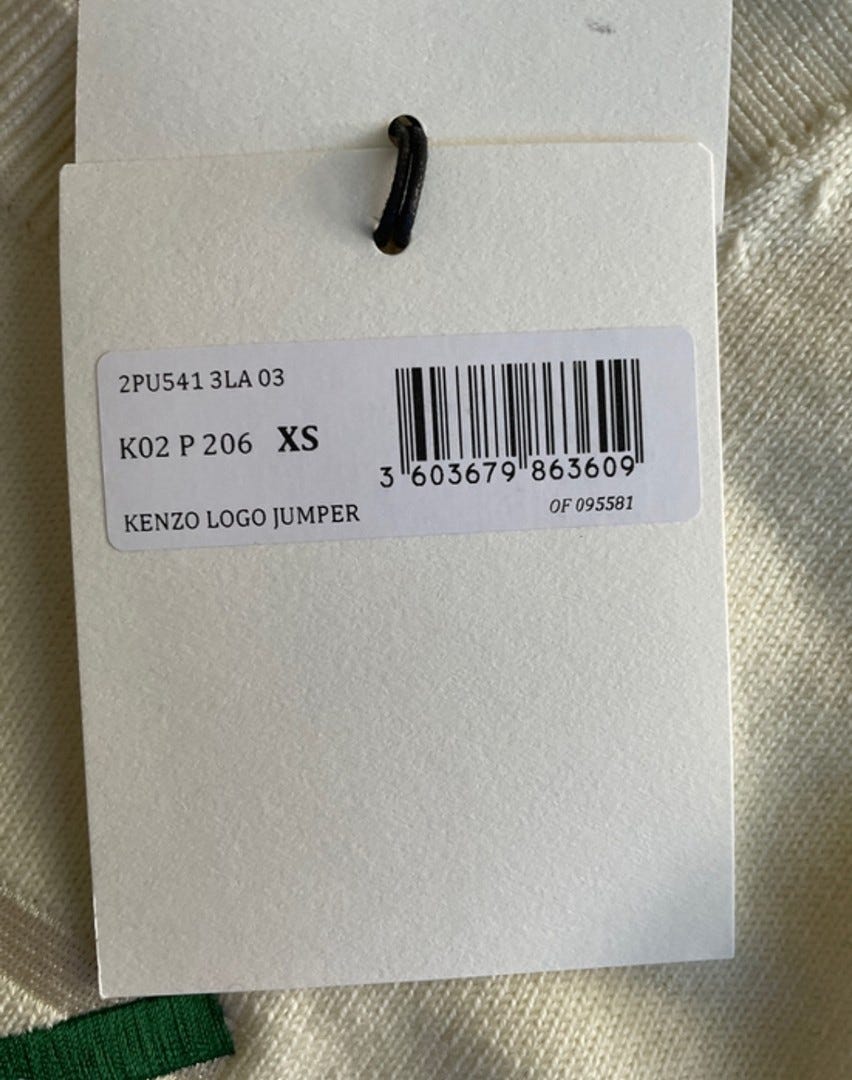 2PU541 3LA 03
K02 P 206 XS
3 603679 863609
KENZO LOGO JUMPER
OF 095581